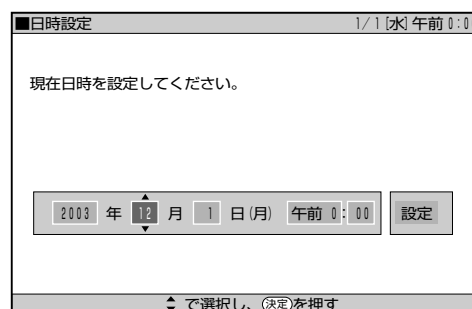 ■日時設定 1/1[水]午前0:0
現在日時を設定してください。
2003 年 12 月 1 日(月) 午前 0:00 設定
で選択し、決定を押す